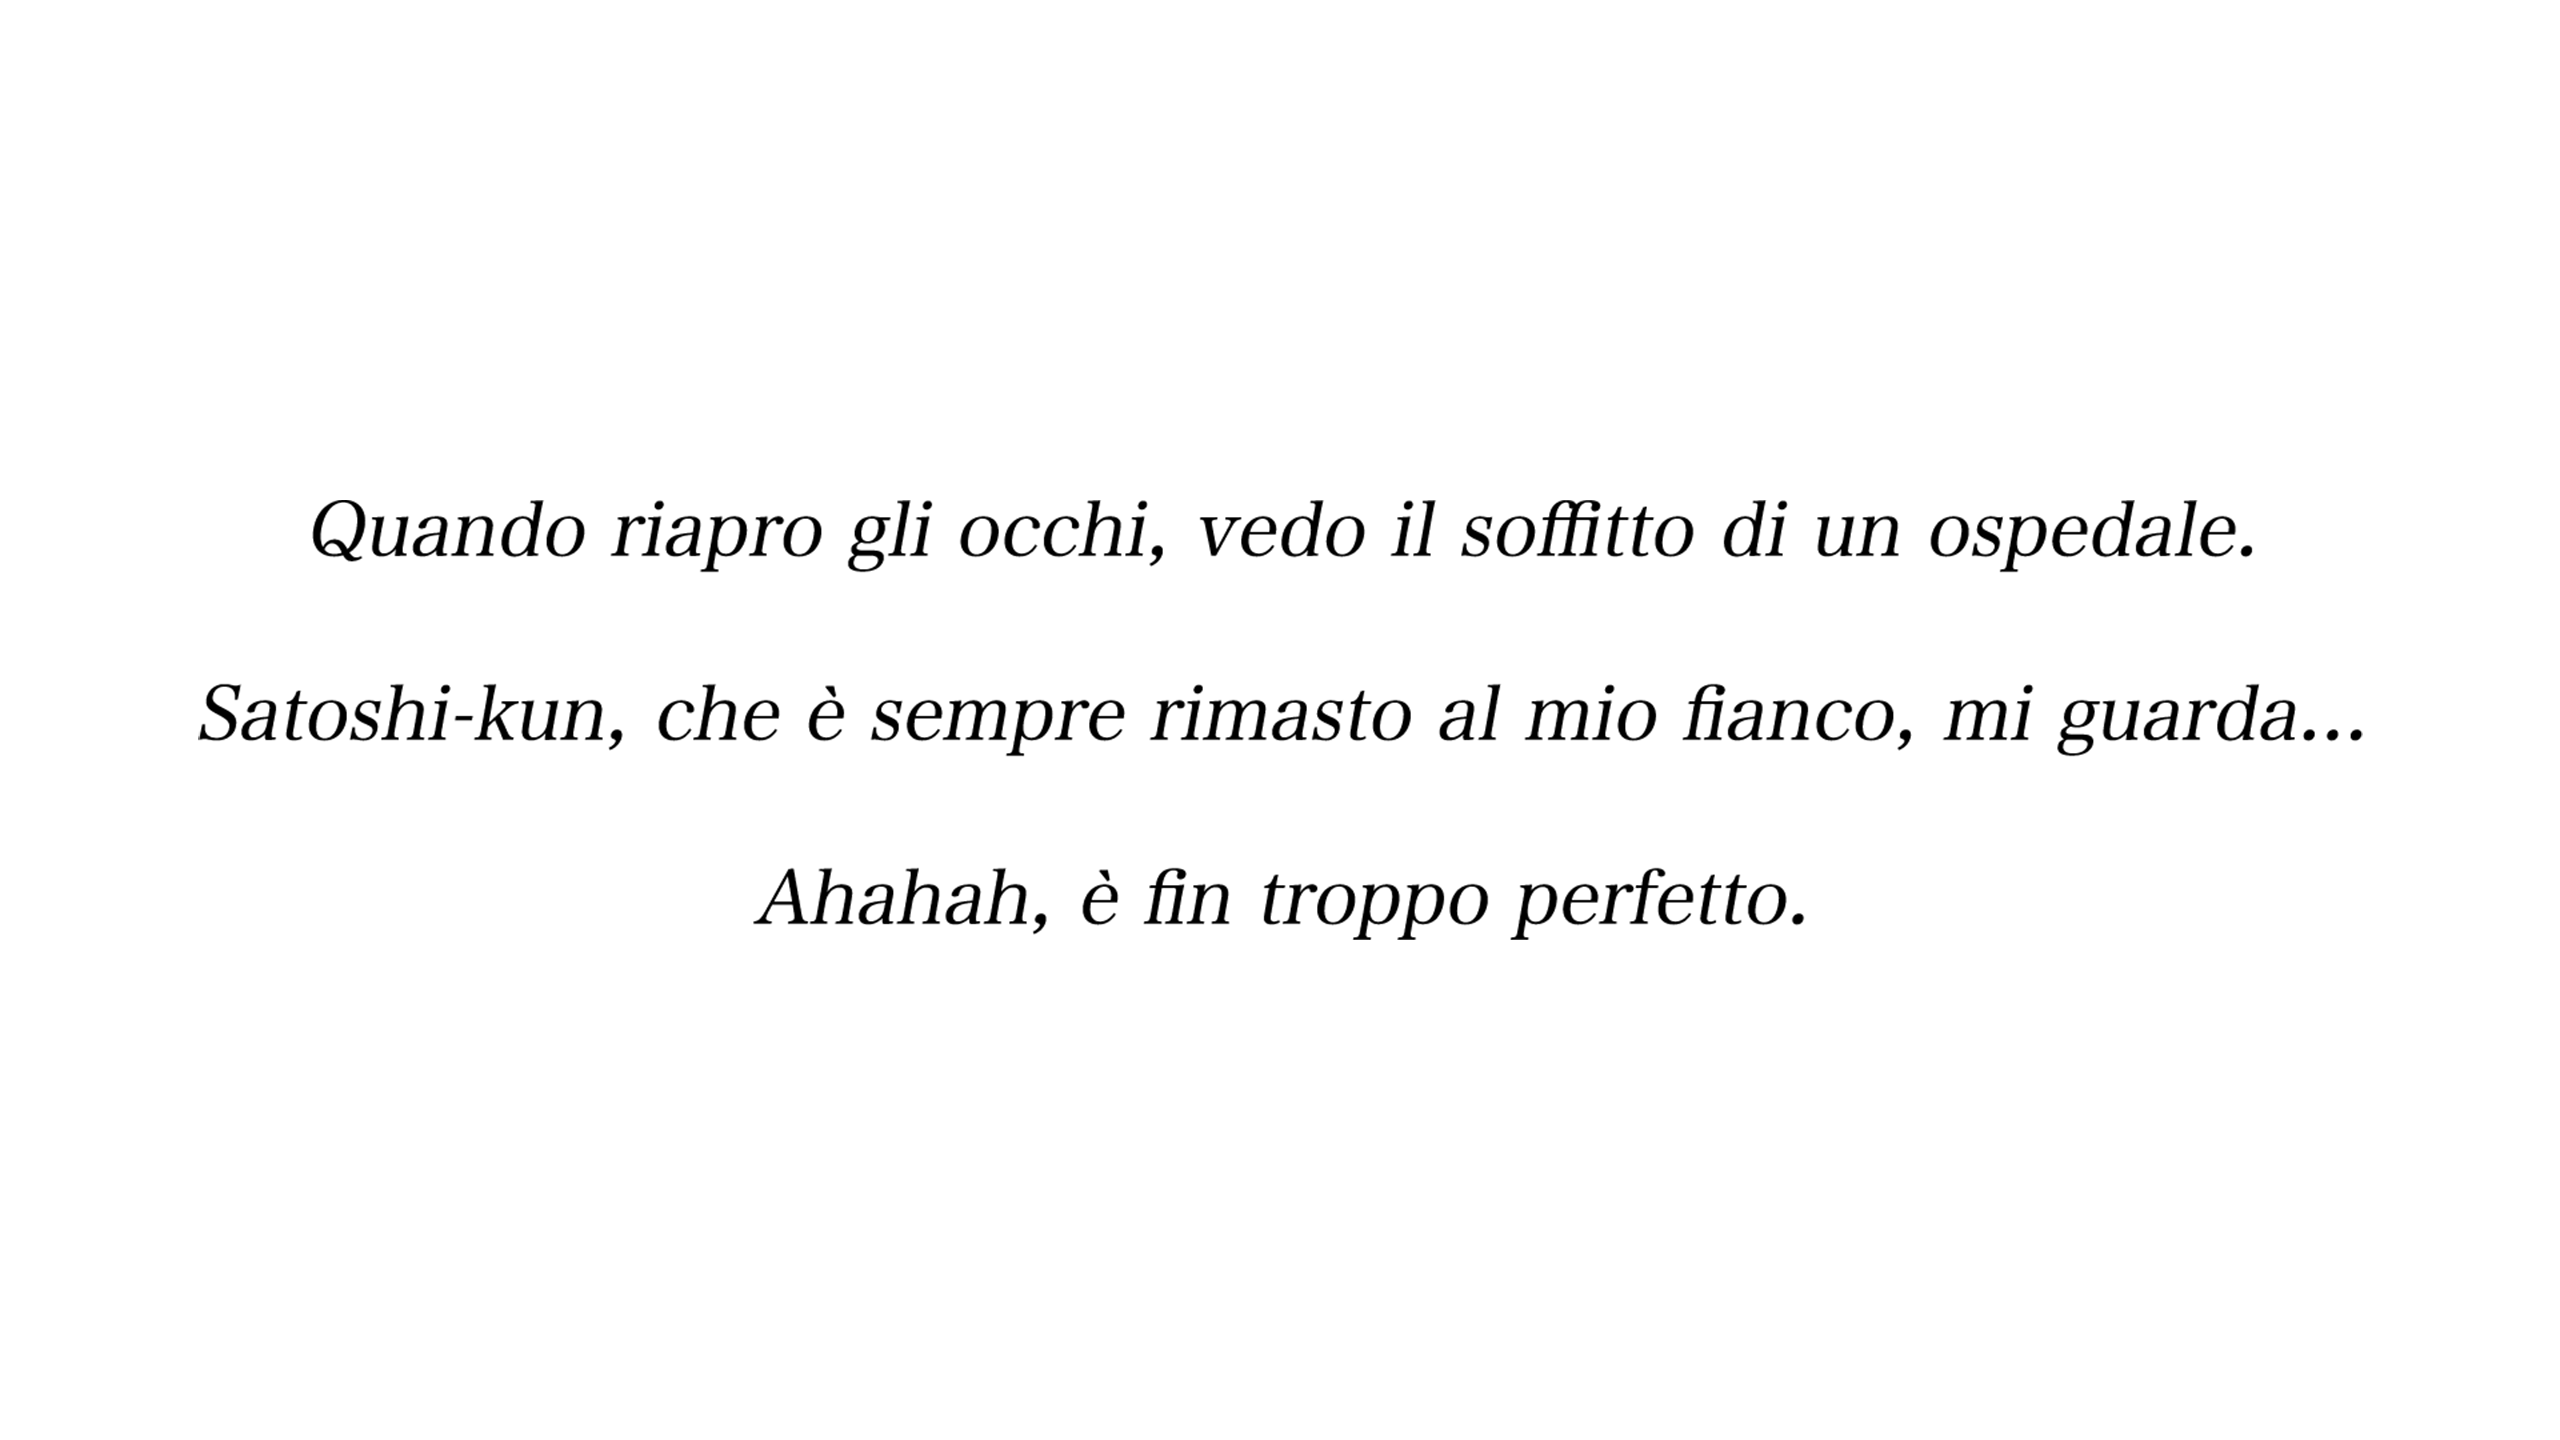 Quando riapro gli occhi, vedo il soffitto di un ospedale.
Satoshi-kun, che è sempre rimasto al mio fianco, mi guarda...
Ahahah, è fin troppo perfetto.